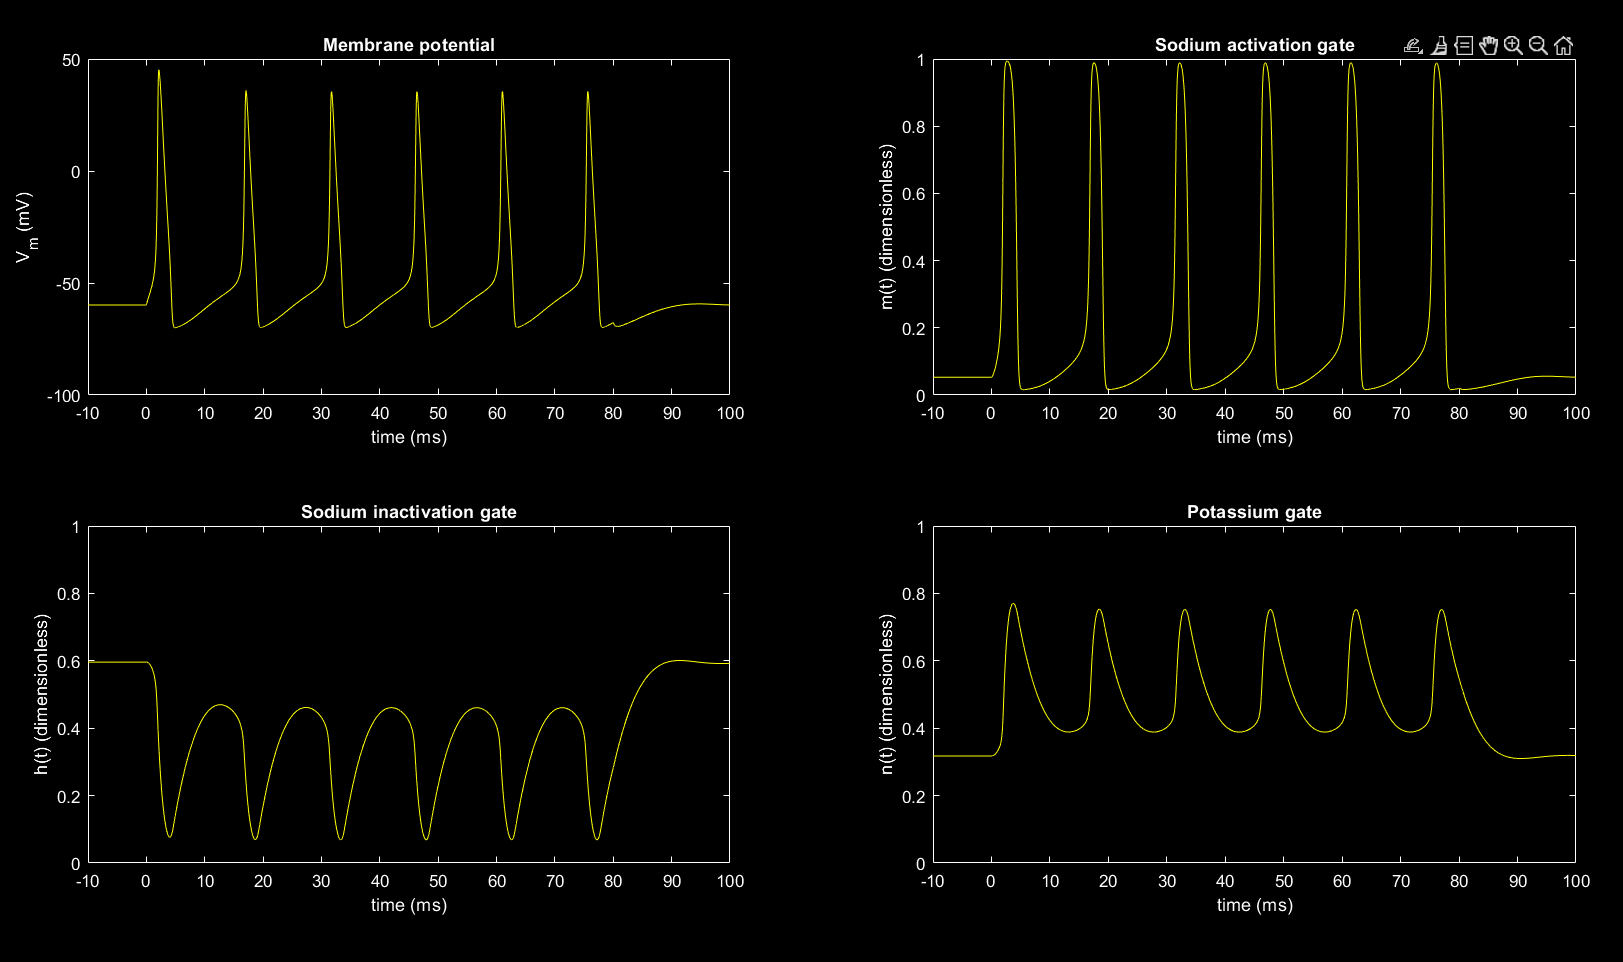 Membrane potential
50
0
-50
-100
V_m (mV)
-10 0 10 20 30 40 50 60 70 80 90 100
time (ms)
Sodium activation gate
1
0.8
0.6
0.4
0.2
0
m(t) (dimensionless)
-10 0 10 20 30 40 50 60 70 80 90 100
time (ms)
Sodium inactivation gate
1
0.8
0.6
0.4
0.2
0
h(t) (dimensionless)
-10 0 10 20 30 40 50 60 70 80 90 100
time (ms)
Potassium gate
1
0.8
0.6
0.4
0.2
0
n(t) (dimensionless)
-10 0 10 20 30 40 50 60 70 80 90 100
time (ms)